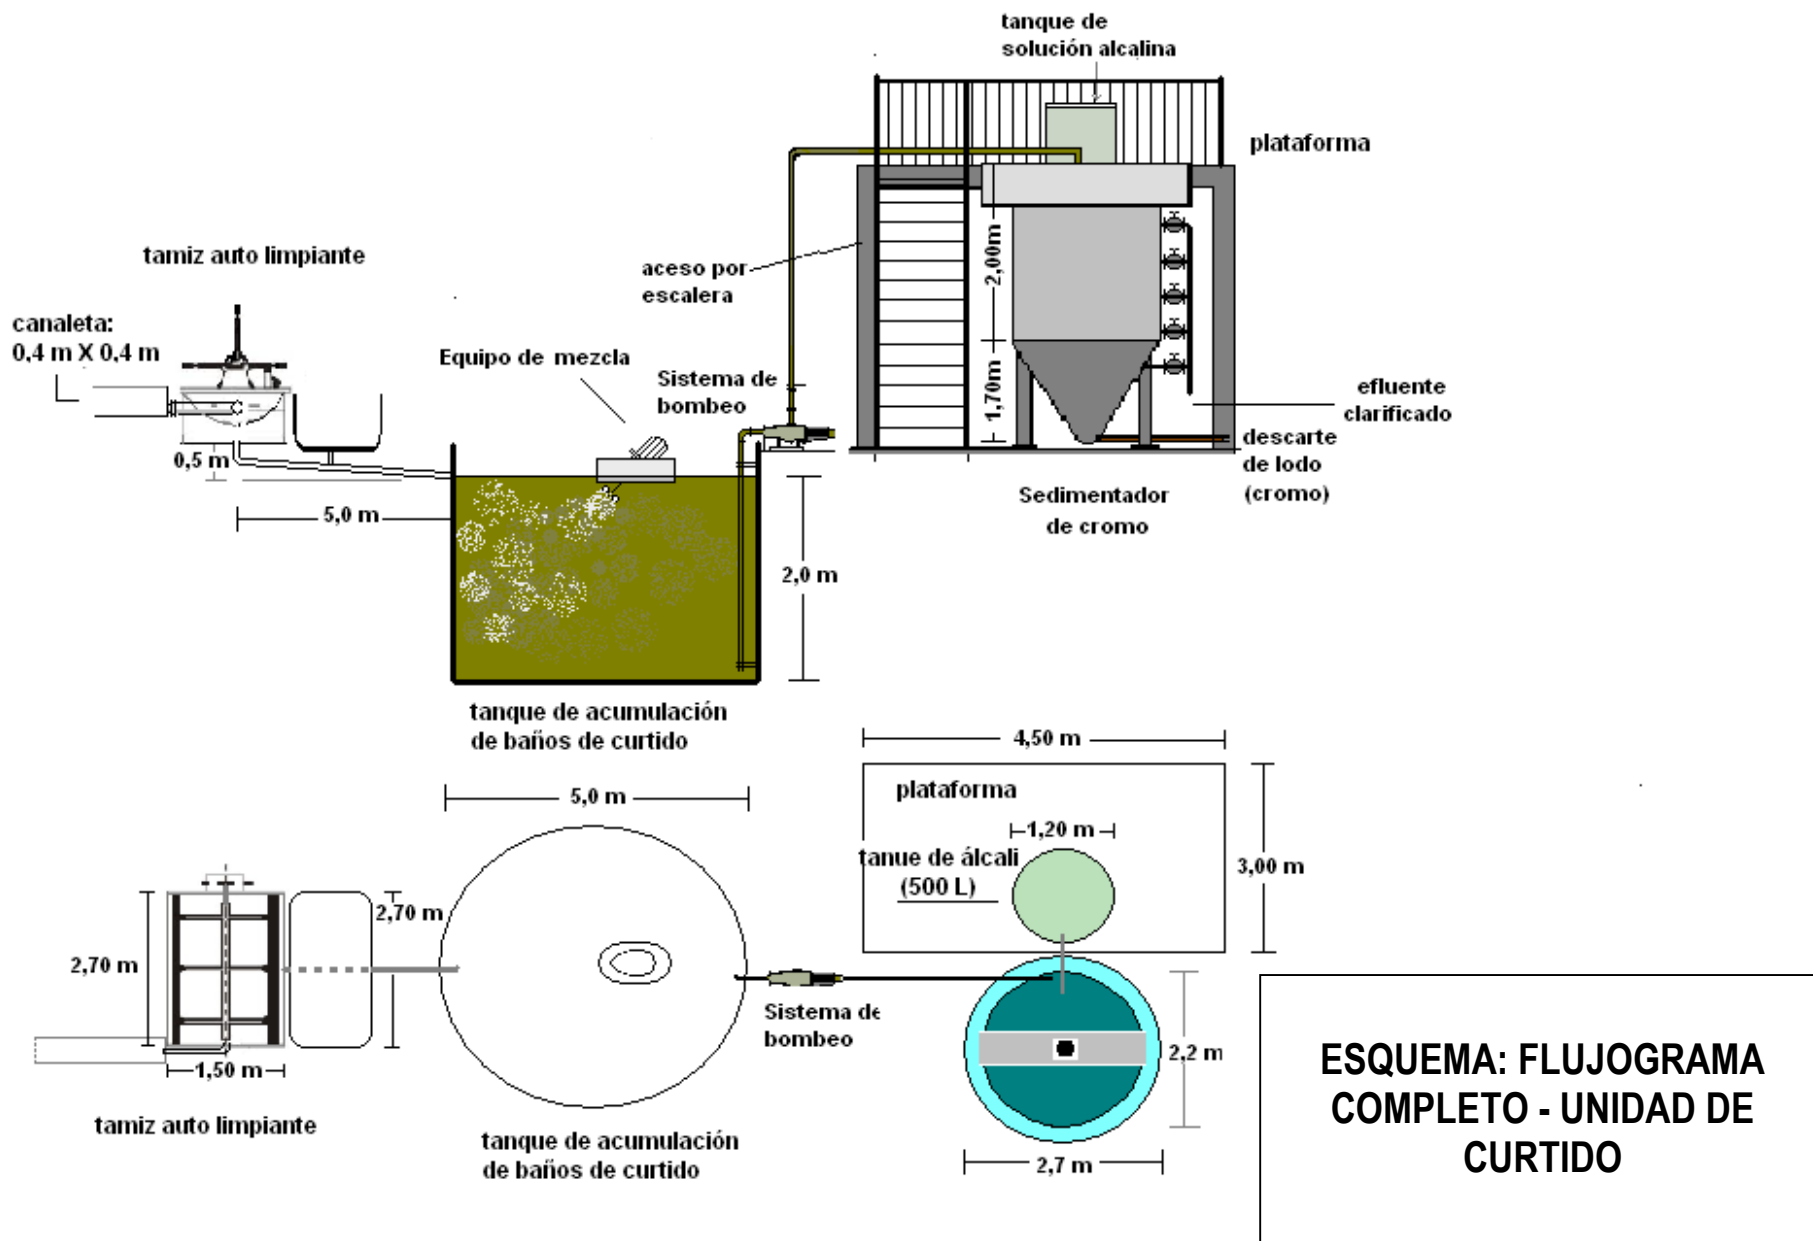 tanque de
solución alcalina
plataforma
tamiz auto limpiante
canaleta:
0,4 m X 0,4 m
aceso por
escalera
2,00m
Equipo de mezcla
Sistema de
bombeo
1,70m
efluente
clarificado
0,5 m
descarte
de lodo
(cromo)
5,0 m
Sedimentador
de cromo
2,0 m
tanque de acumulación
de baños de curtido
4,50 m
5,0 m
plataforma
1,20 m
tanue de álcali
(500 L)
3,00 m
2,70 m
2,70 m
Sistema de
bombeo
2,2 m
1,50 m
tamiz auto limpiante
tanque de acumulación
de baños de curtido
2,7 m
ESQUEMA: FLUJOGRAMA
COMPLETO - UNIDAD DE
CURTIDO